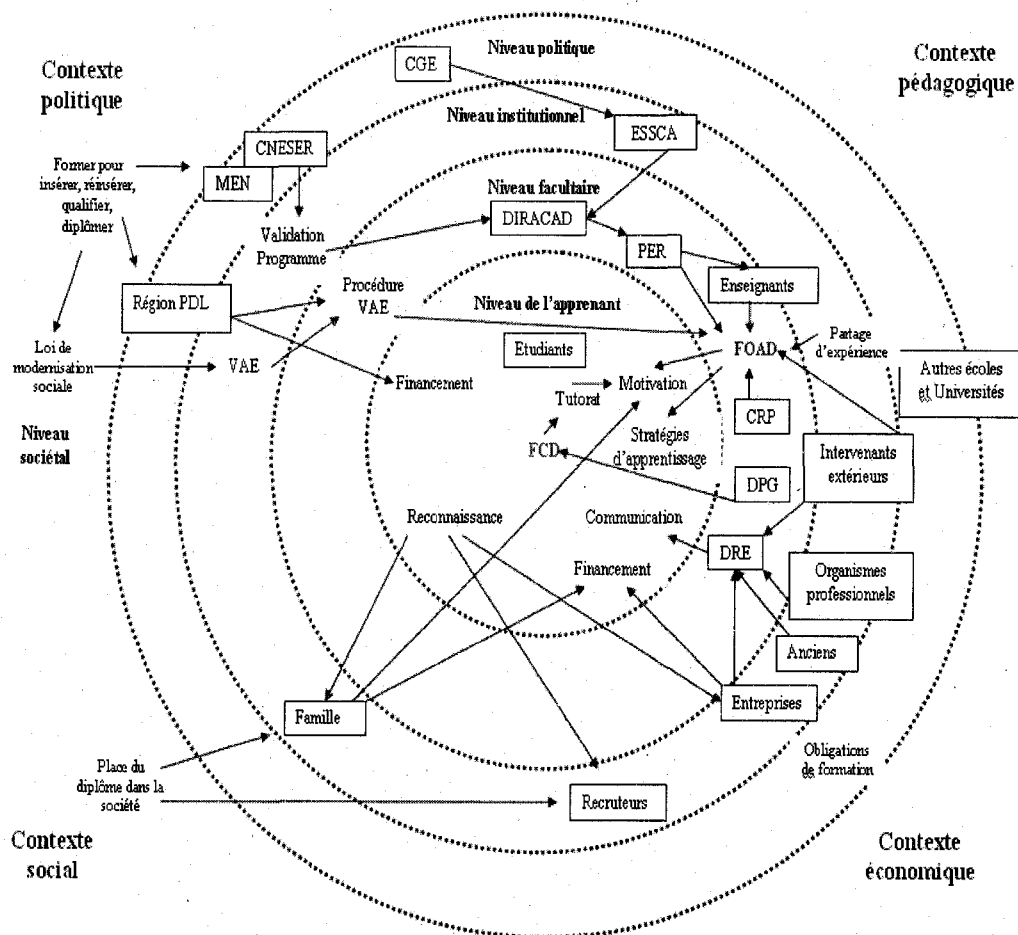 Niveau politique
CGE
Contexte
politique
Contexte
pédagogique
Niveau institutionnel
ESSCA
CNESER
MEN
Former pour
insérer, réinsérer,
qualifier,
diplômer
Niveau facultaire
DIRACAD
Validation
Programme
PER
Enseignants
Région PDL
Procédure
VAE
Niveau de l'apprenant
Etudiants
FOAD
Partage
d'expérience
Autres écoles
et Universités
Loi de
modernisation
sociale
VAE
Financement
Motivation
Tutorat
CRP
Niveau
sociétal
FCD
Stratégies
d'apprentissage
Intervenants
extérieurs
DPG
Reconnaissance
Communication
DRE
Financement
Organismes
professionnels
Anciens
Famille
Entreprises
Obligations
de formation
Place du
diplôme dans la
société
Recruteurs
Contexte
social
Contexte
économique